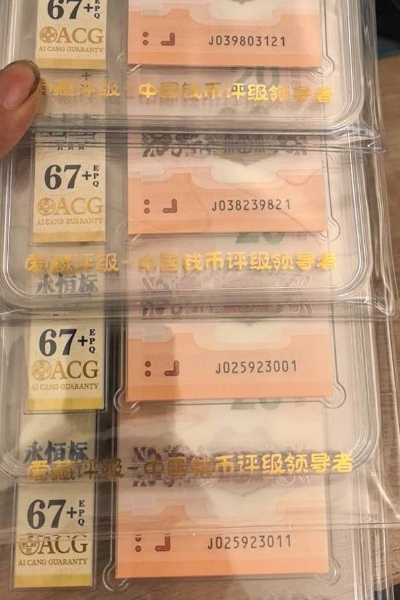 67+
EPQ
ACG
AI CANG GUARANTY
J039803121
爱藏评级-中国钱币评级领导者
67+
EPQ
ACG
AI CANG GUARANTY
J038239821
爱藏评级-中国钱币评级领导者
永恒标
67+
EPQ
ACG
AI CANG GUARANTY
J025923001
永恒标
爱藏评级-中国钱币评级领导者
67+
EPQ
ACG
AI CANG GUARANTY
J025923011